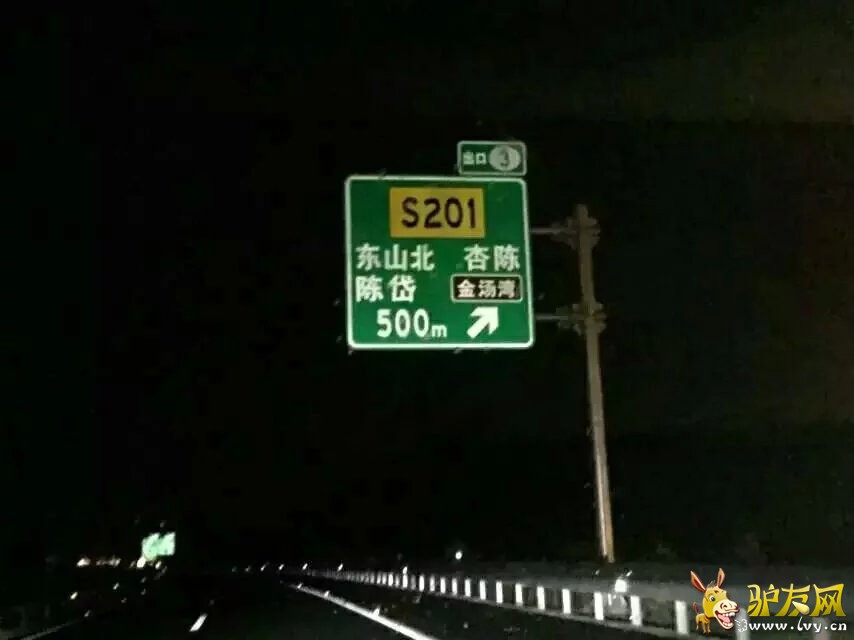 出口 3
S201
东山北 杏陈
陈岱 金汤湾
500m
驴友网
www.lvy.cn